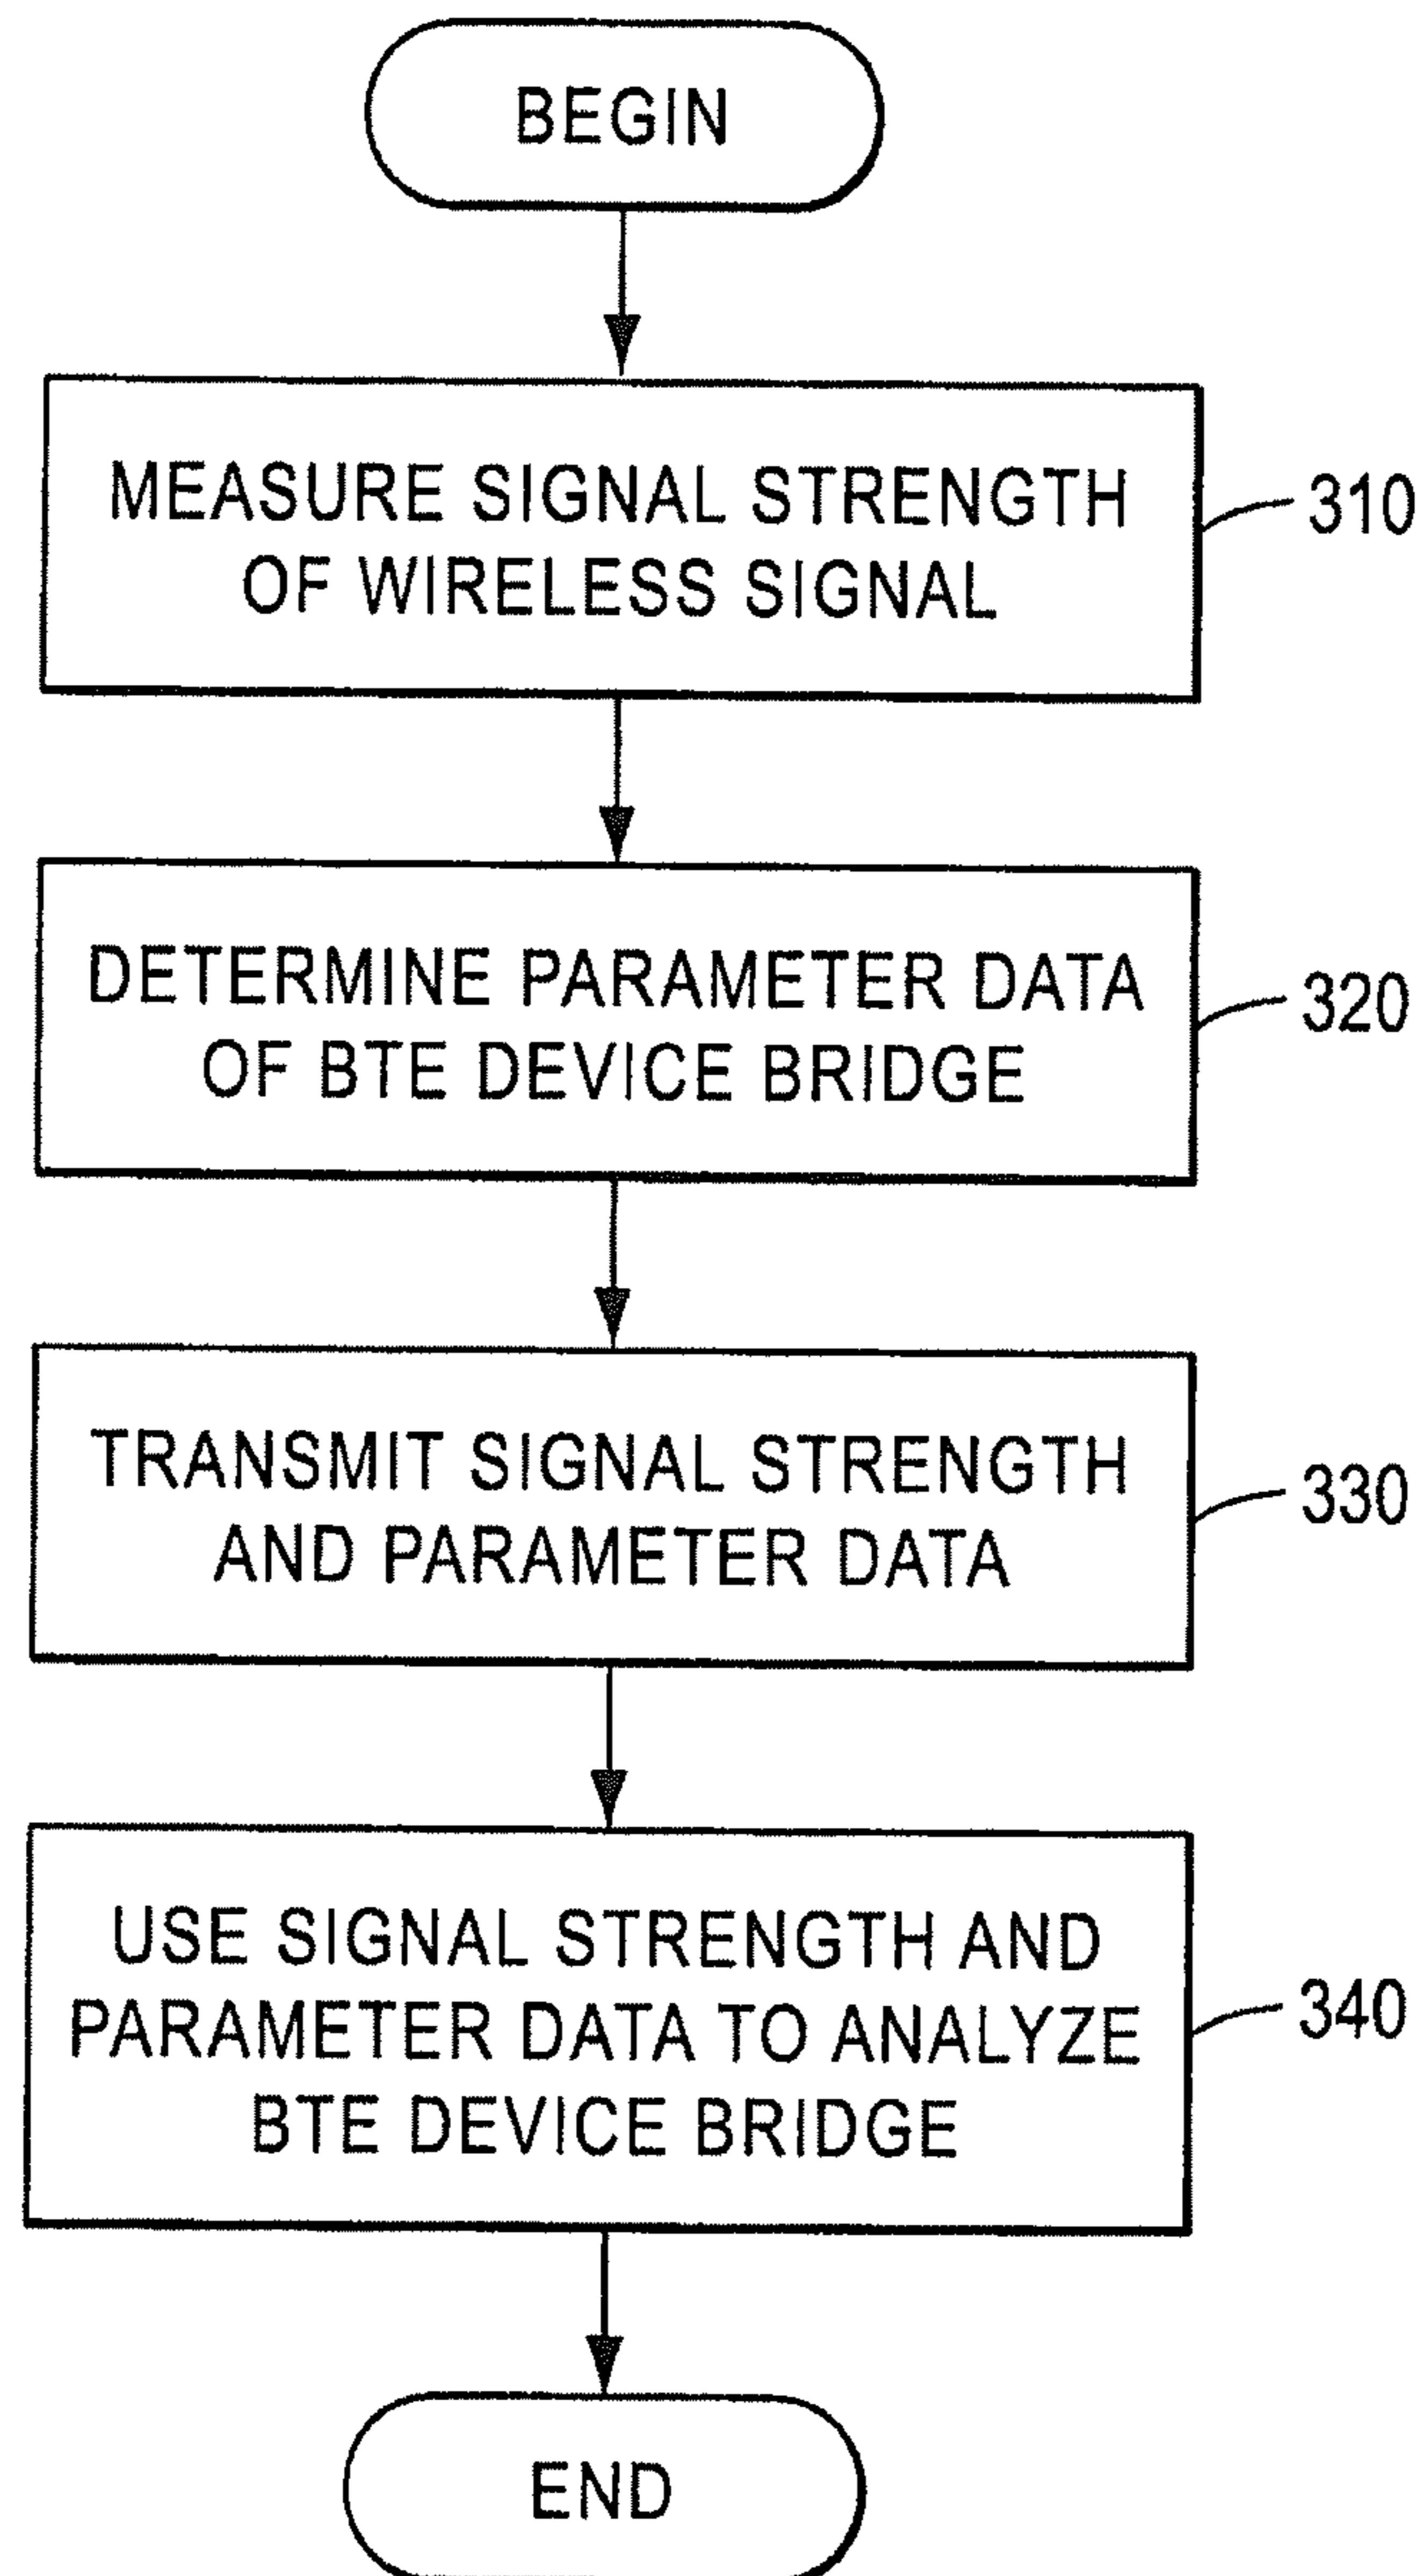 BEGIN
MEASURE SIGNAL STRENGTH
OF WIRELESS SIGNAL
310
DETERMINE PARAMETER DATA
OF BTE DEVICE BRIDGE
320
TRANSMIT SIGNAL STRENGTH
AND PARAMETER DATA
330
USE SIGNAL STRENGTH AND
PARAMETER DATA TO ANALYZE
BTE DEVICE BRIDGE
340
END